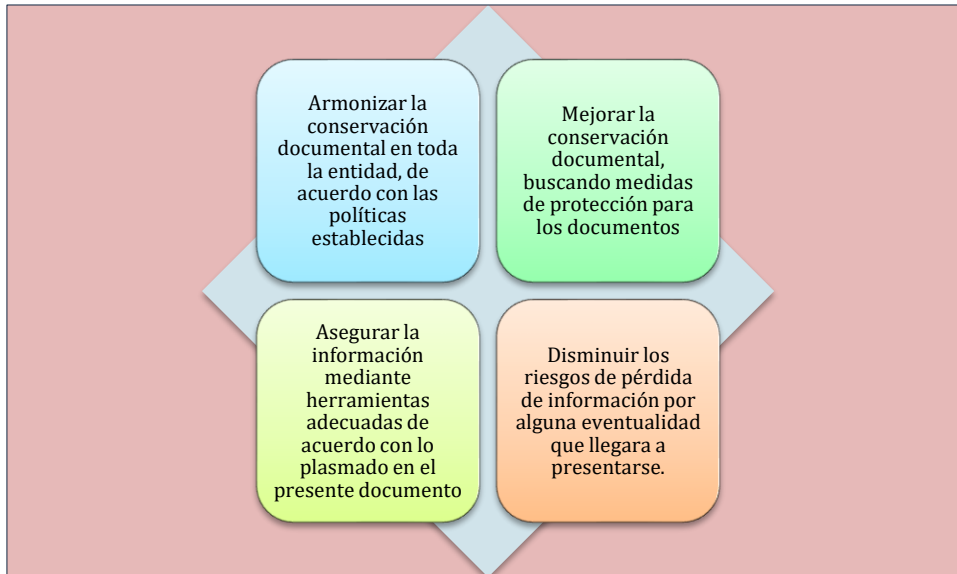 Armonizar la
conservación
documental en toda
la entidad, de
acuerdo con las
políticas
establecidas
Mejorar la
conservación
documental,
buscando medidas
de protección para
los documentos
Asegurar la
información
mediante
herramientas
adecuadas de
acuerdo con lo
plasmado en el
presente documento
Disminuir los
riesgos de pérdida
de información por
alguna eventualidad
que llegara a
presentarse.